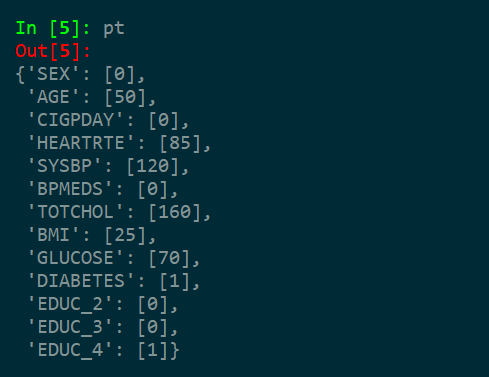 In [5]: pt
Out[5]:
{'SEX': [0],
 'AGE': [50],
 'CIGPDAY': [0],
 'HEARTRTE': [85],
 'SYSBP': [120],
 'BPMEDS': [0],
 'TOTCHOL': [160],
 'BMI': [25],
 'GLUCOSE': [70],
 'DIABETES': [1],
 'EDUC_2': [0],
 'EDUC_3': [0],
 'EDUC_4': [1]}